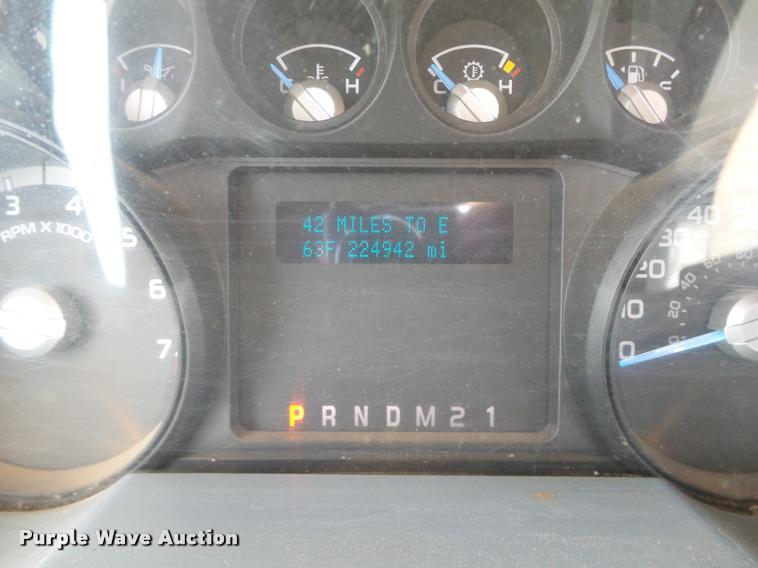 L
C H
C H
3 4 5 6 7
RPM X 1000
42 MILES TO E
63F 224942 mi
40
30
20
10
0
P R N D M 2 1
Purple Wave Auction